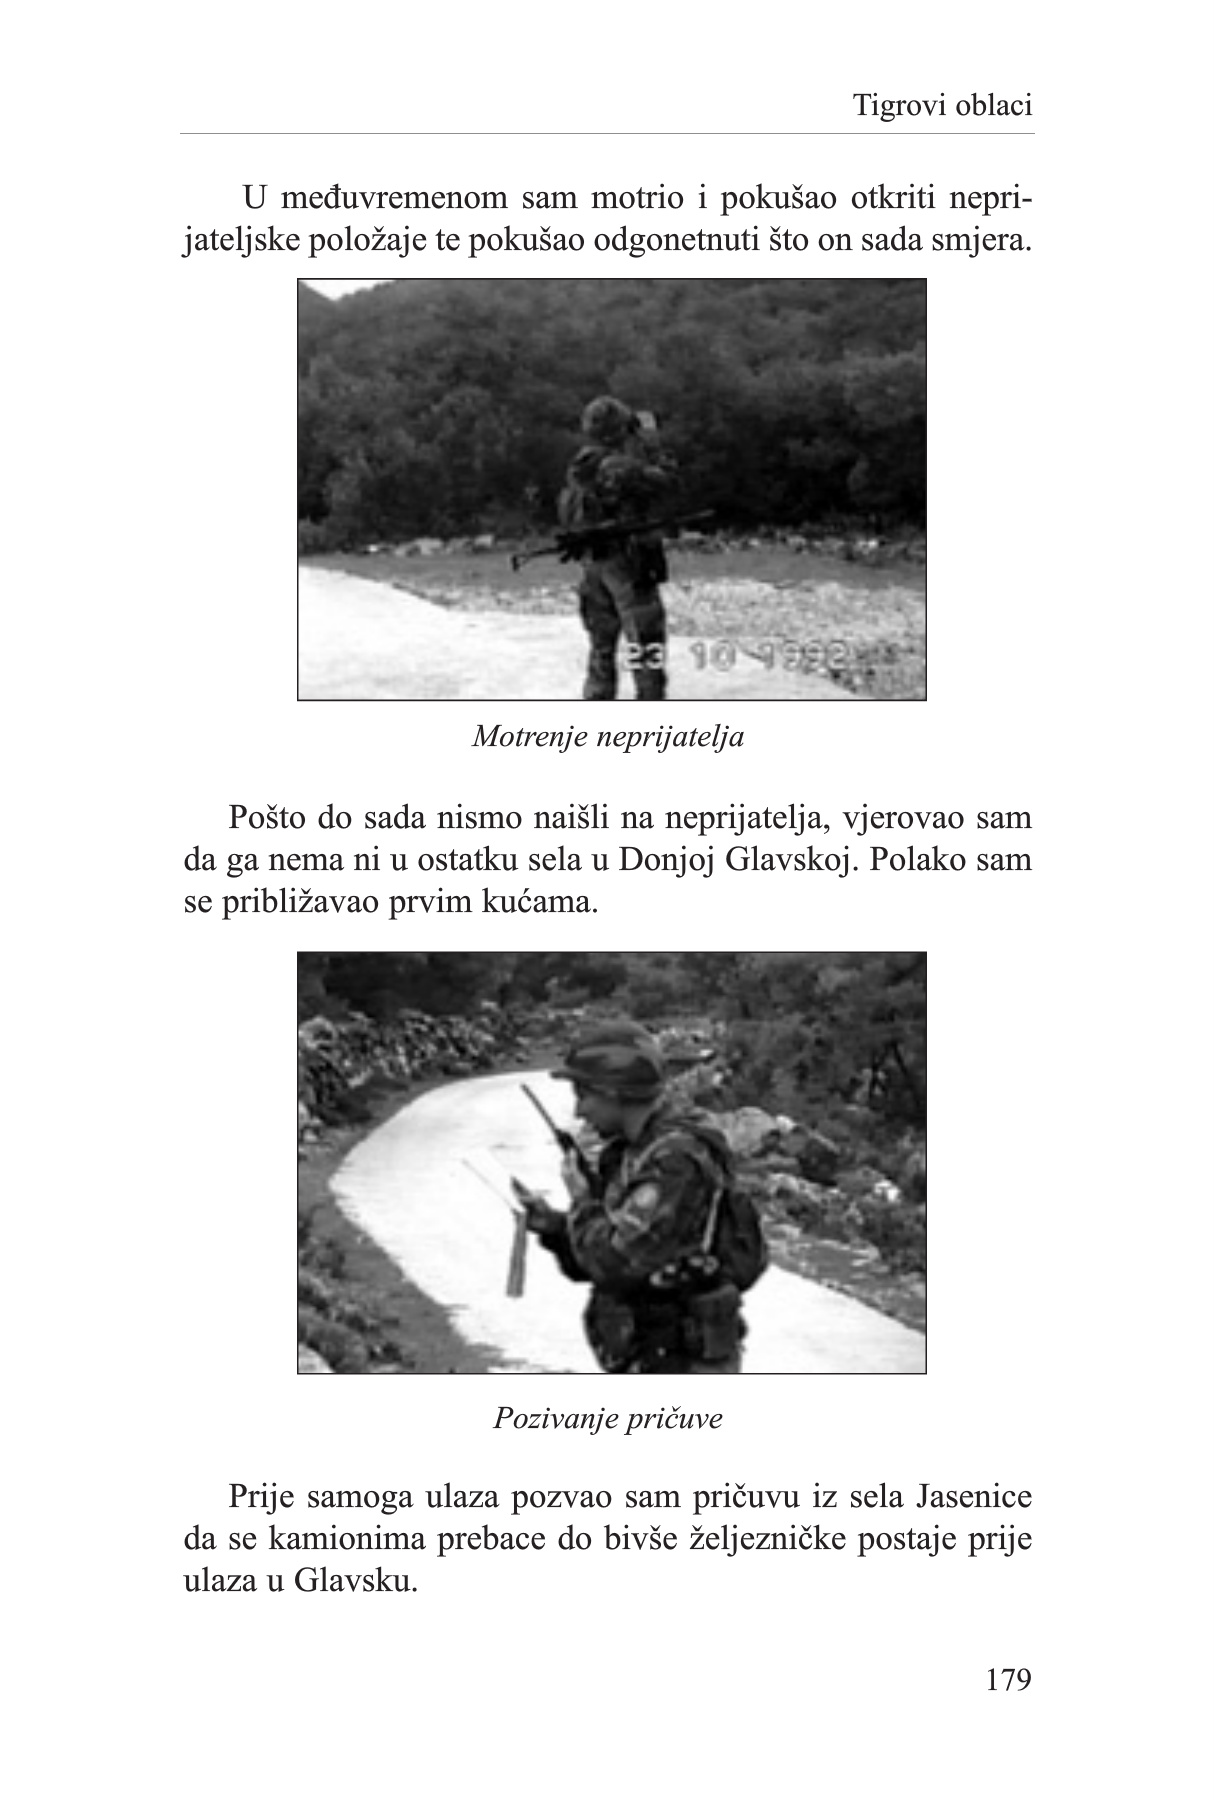 Tigrovi oblaci
U međuvremenom sam motrio i pokušao otkriti nepri-
jateljske položaje te pokušao odgonetnuti što on sada smjera.
23 10 1992
Motrenje neprijatelja
Pošto do sada nismo naišli na neprijatelja, vjerovao sam
da ga nema ni u ostatku sela u Donjoj Glavskoj. Polako sam
se približavao prvim kućama.
Pozivanje pričuve
Prije samoga ulaza pozvao sam pričuvu iz sela Jasenice
da se kamionima prebace do bivše željezničke postaje prije
ulaza u Glavsku.
179